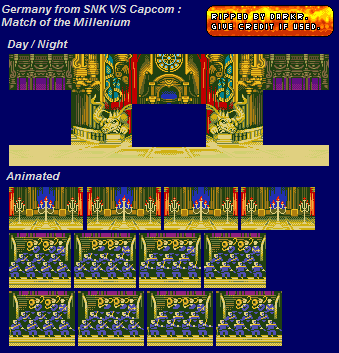 Germany from SNK V/S Capcom :
Match of the Millenium
RIPPED BY DARKR.
GIVE CREDIT IF USED.
Day / Night
Animated